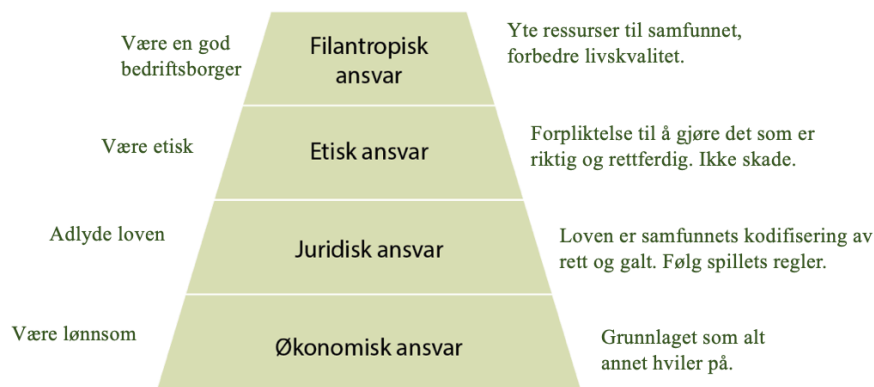 Være en god
bedriftsborger
Filantropisk
ansvar
Yte ressurser til samfunnet,
forbedre livskvalitet.
Være etisk
Etisk ansvar
Forpliktelse til å gjøre det som er
riktig og rettferdig. Ikke skade.
Adlyde loven
Juridisk ansvar
Loven er samfunnets kodifisering av
rett og galt. Følg spillets regler.
Være lønnsom
Økonomisk ansvar
Grunnlaget som alt
annet hviler på.